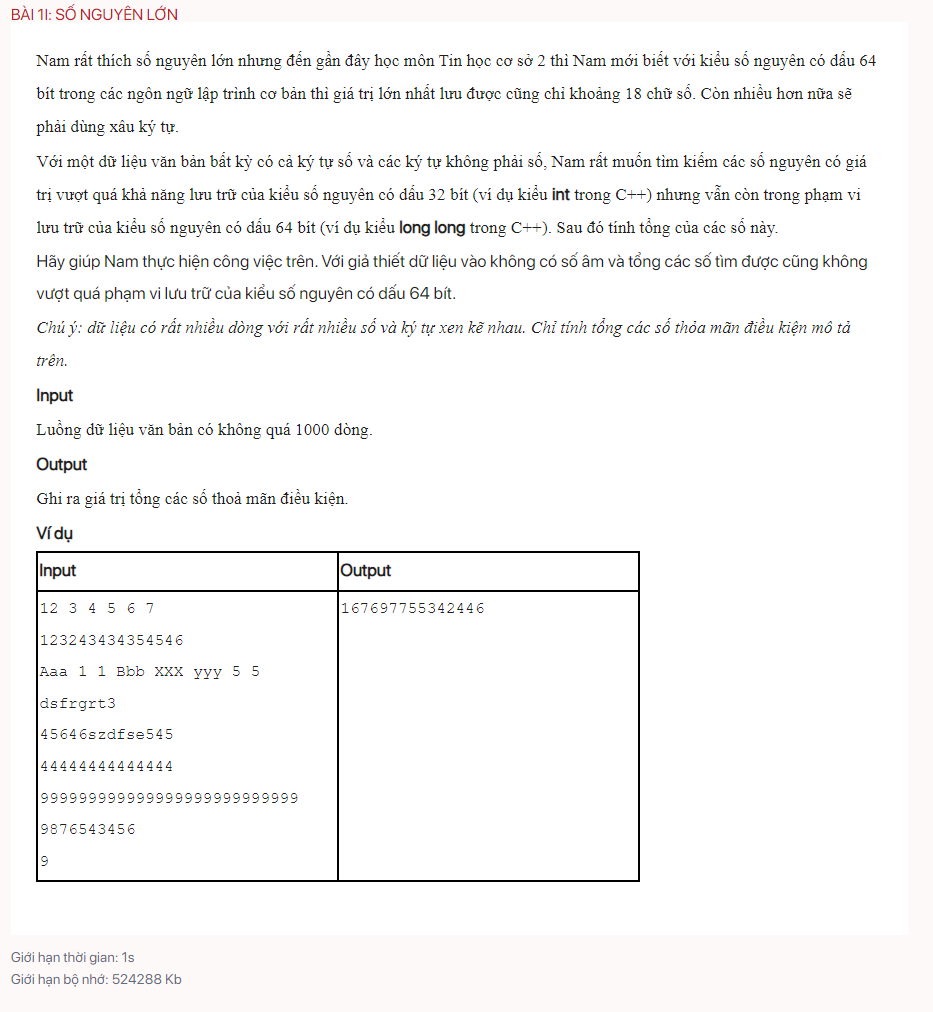 BÀI 1I: SỐ NGUYÊN LỚN
Nam rất thích số nguyên lớn nhưng đến gần đây học môn Tin học cơ sở 2 thì Nam mới biết với kiểu số nguyên có dấu 64
bít trong các ngôn ngữ lập trình cơ bản thì giá trị lớn nhất lưu được cũng chỉ khoảng 18 chữ số. Còn nhiều hơn nữa sẽ
phải dùng xâu ký tự.
Với một dữ liệu văn bản bất kỳ có cả ký tự số và các ký tự không phải số, Nam rất muốn tìm kiếm các số nguyên có giá
trị vượt quá khả năng lưu trữ của kiểu số nguyên có dấu 32 bít (ví dụ kiểu int trong C++) nhưng vẫn còn trong phạm vi
lưu trữ của kiểu số nguyên có dấu 64 bít (ví dụ kiểu long long trong C++). Sau đó tính tổng của các số này.
Hãy giúp Nam thực hiện công việc trên. Với giả thiết dữ liệu vào không có số âm và tổng các số tìm được cũng không
vượt quá phạm vi lưu trữ của kiểu số nguyên có dấu 64 bít.
Chú ý: dữ liệu có rất nhiều dòng với rất nhiều số và ký tự xen kẽ nhau. Chỉ tính tổng các số thỏa mãn điều kiện mô tả
trên.
Input
Luồng dữ liệu văn bản có không quá 1000 dòng.
Output
Ghi ra giá trị tổng các số thoả mãn điều kiện.
Ví dụ
Input Output
12 3 4 5 6 7 167697755342446
123243434354546
Aaa 1 1 Bbb XXX yyy 5 5
dsfrgrt3
45646szdfse545
44444444444444
999999999999999999999999999
9876543456
9
Giới hạn thời gian: 1s
Giới hạn bộ nhớ: 524288 Kb